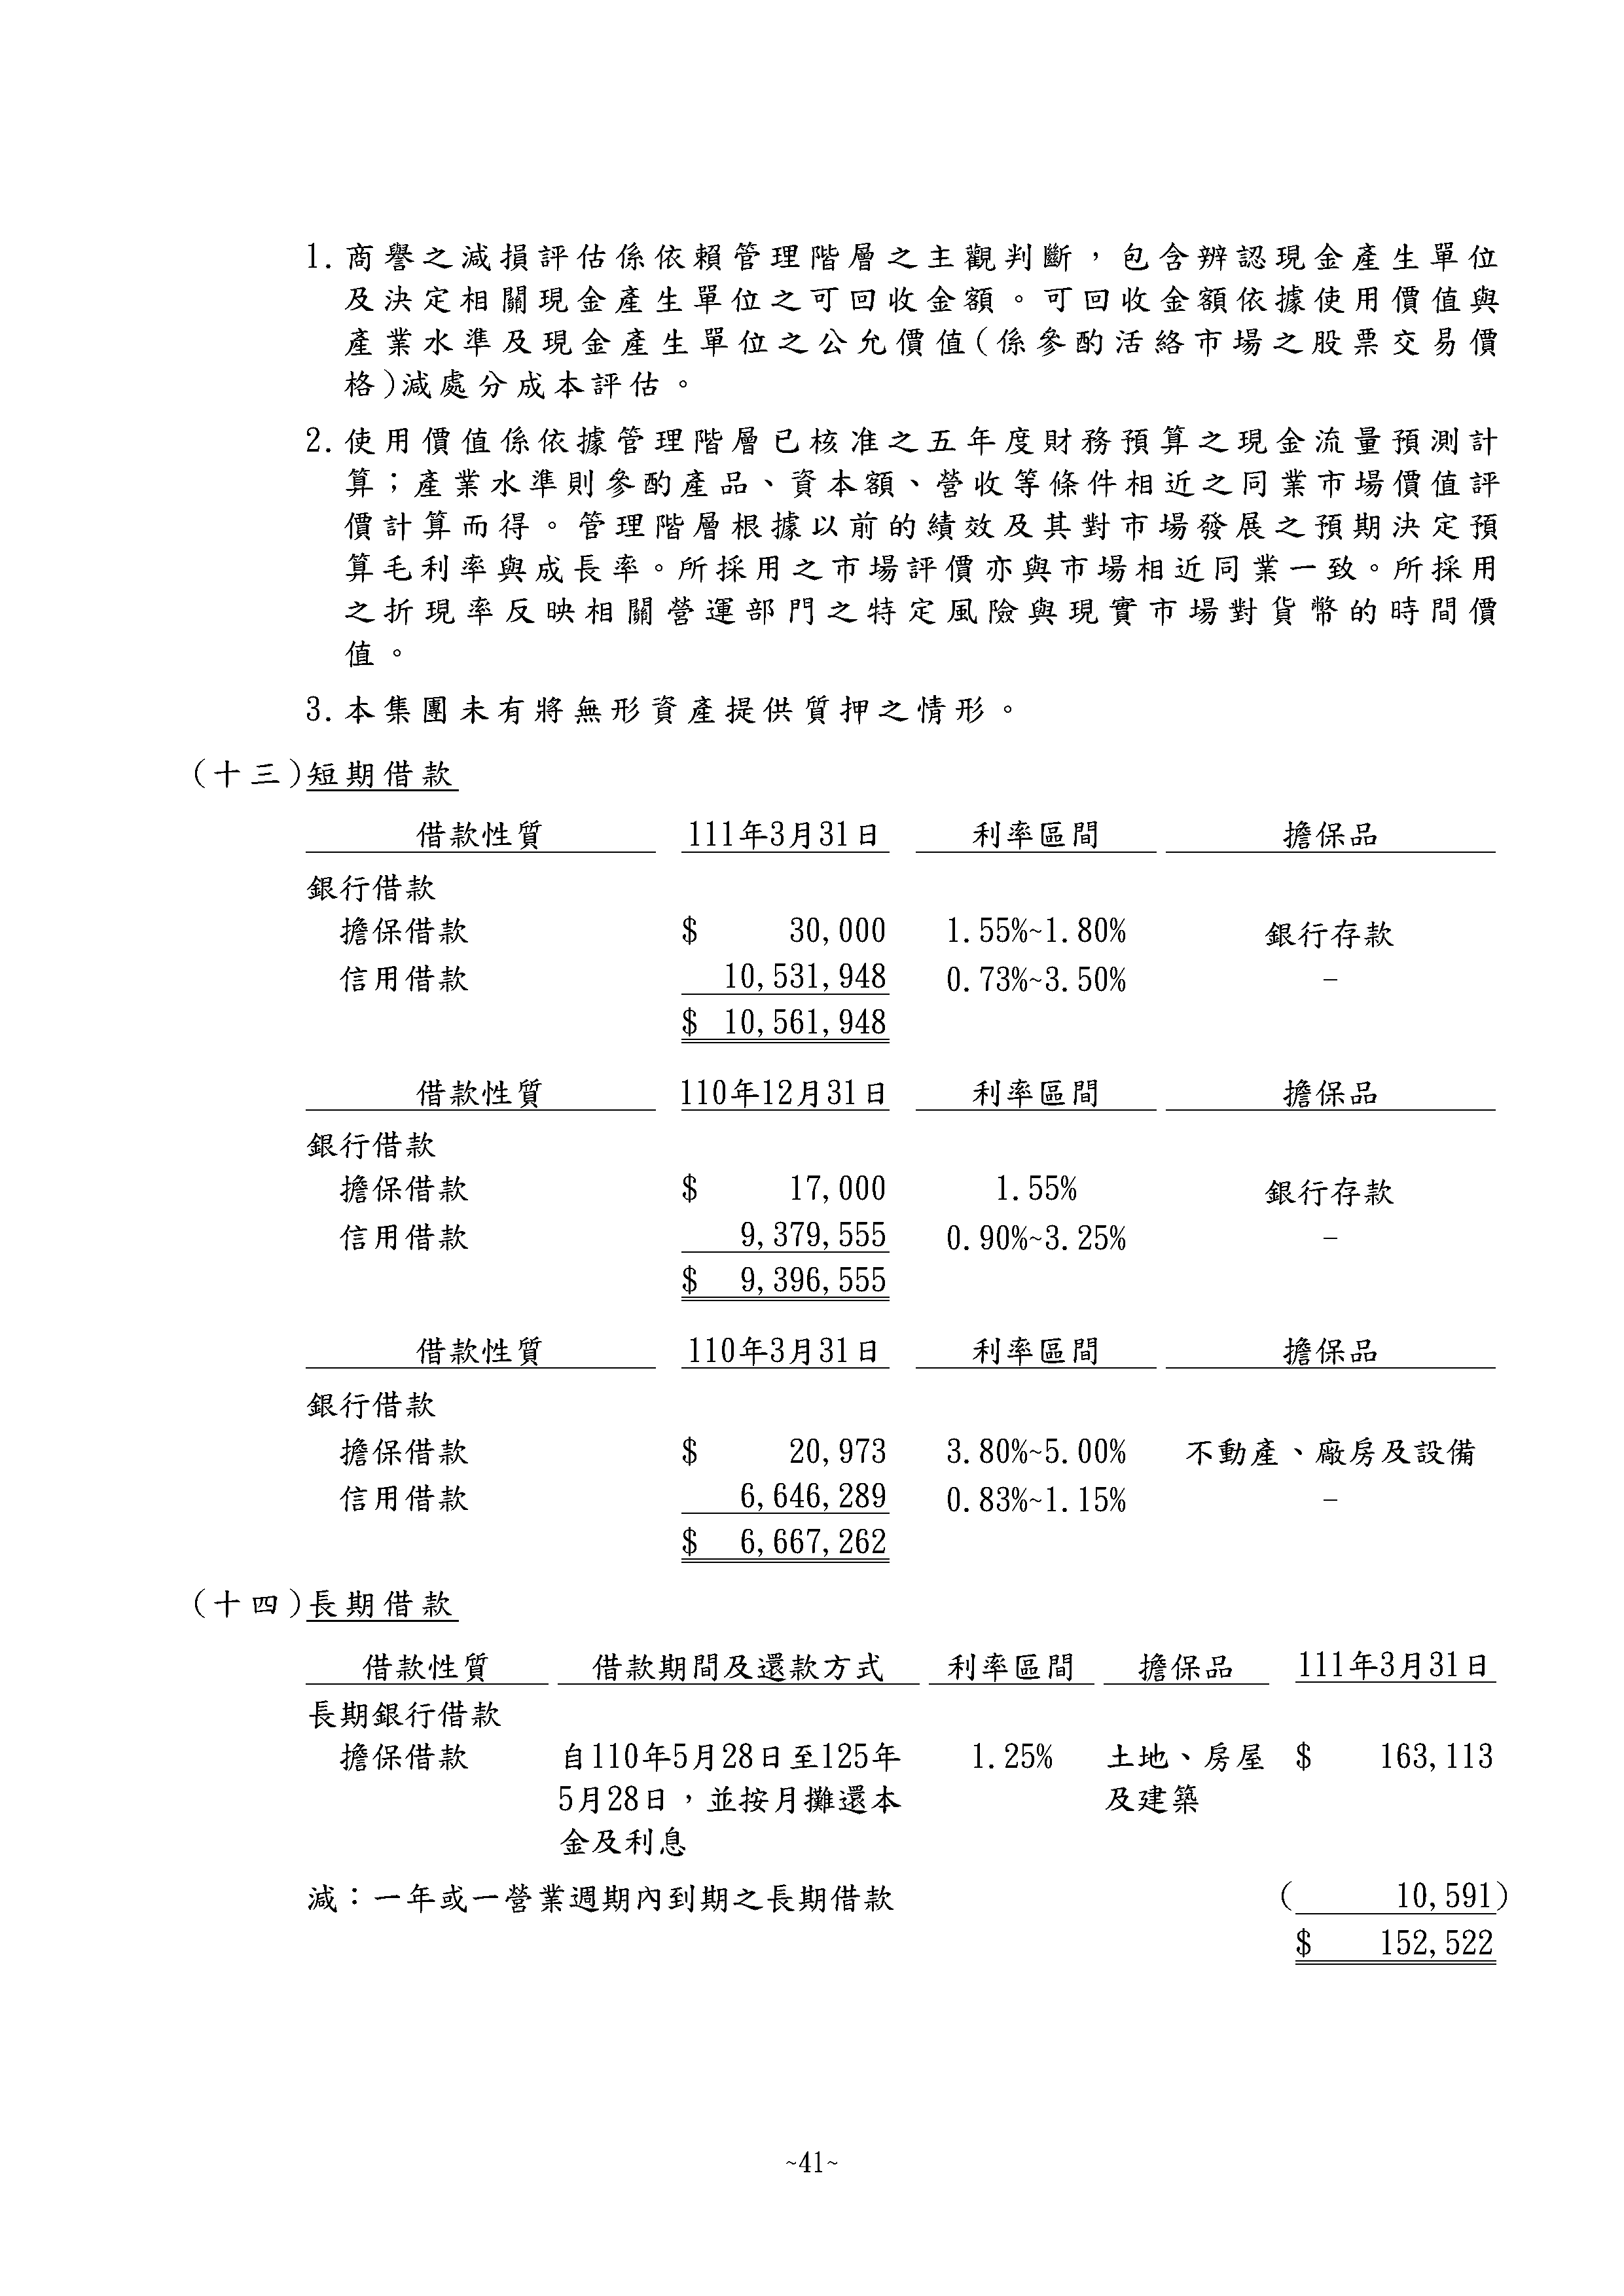 1.商譽之減損評估係依賴管理階層之主觀判斷，包含辨認現金產生單位
及決定相關現金產生單位之可回收金額。可回收金額依據使用價值與
產業水準及現金產生單位之公允價值(係參酌活絡市場之股票交易價
格)減處分成本評估。
2.使用價值係依據管理階層已核准之五年度財務預算之現金流量預測計
算；產業水準則參酌產品、資本額、營收等條件相近之同業市場價值評
價計算而得。管理階層根據以前的績效及其對市場發展之預期決定預
算毛利率與成長率。所採用之市場評價亦與市場相近同業一致。所採用
之折現率反映相關營運部門之特定風險與現實市場對貨幣的時間價
值。
3.本集團未有將無形資產提供質押之情形。
(十三)短期借款
借款性質 111年3月31日 利率區間 擔保品
銀行借款
擔保借款 $ 30,000 1.55%~1.80% 銀行存款
信用借款 10,531,948 0.73%~3.50% －
$ 10,561,948
借款性質 110年12月31日 利率區間 擔保品
銀行借款
擔保借款 $ 17,000 1.55% 銀行存款
信用借款 9,379,555 0.90%~3.25% －
$ 9,396,555
借款性質 110年3月31日 利率區間 擔保品
銀行借款
擔保借款 $ 20,973 3.80%~5.00% 不動產、廠房及設備
信用借款 6,646,289 0.83%~1.15% －
$ 6,667,262
(十四)長期借款
借款性質 借款期間及還款方式 利率區間 擔保品 111年3月31日
長期銀行借款
擔保借款 自110年5月28日至125年 1.25% 土地、房屋 $ 163,113
5月28日，並按月攤還本 及建築
金及利息
減：一年或一營業週期內到期之長期借款 ( 10,591)
$ 152,522
~41~